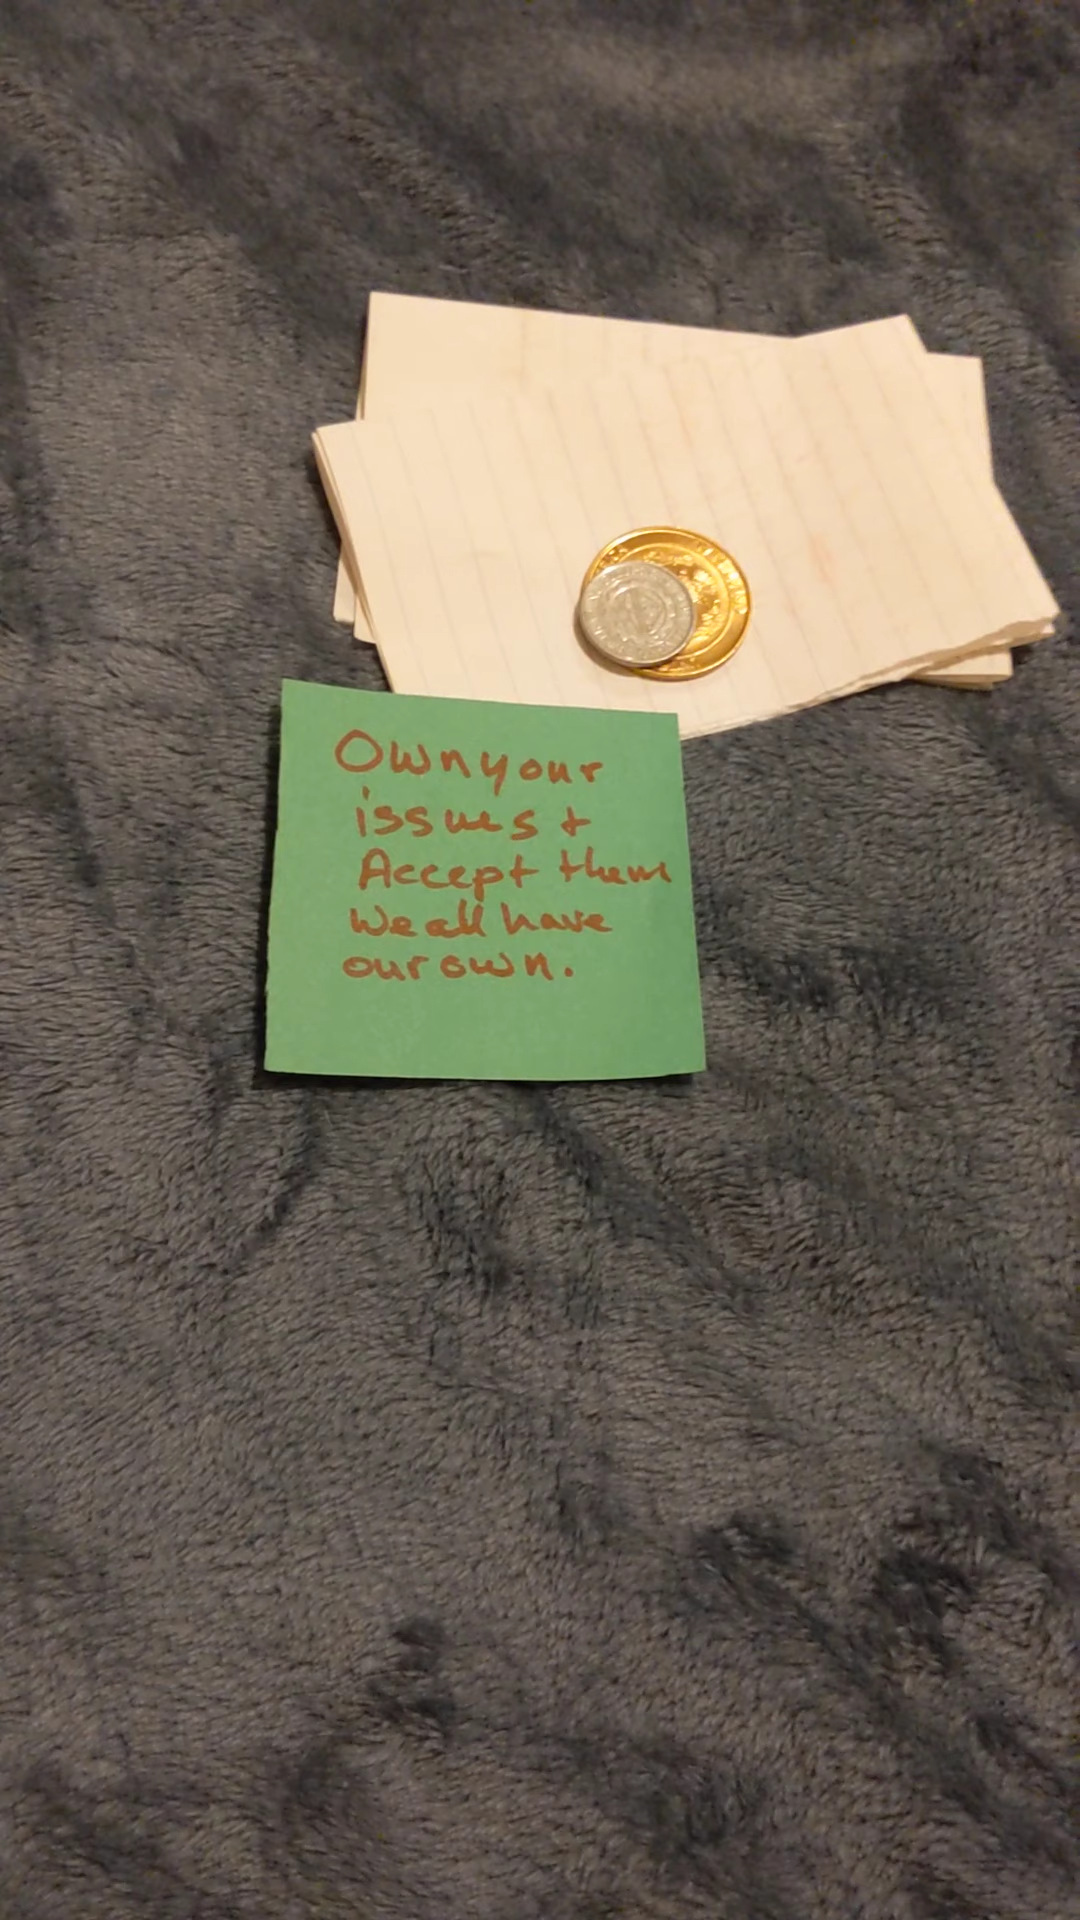 Own your
issues +
Accept them
We all have
our own.